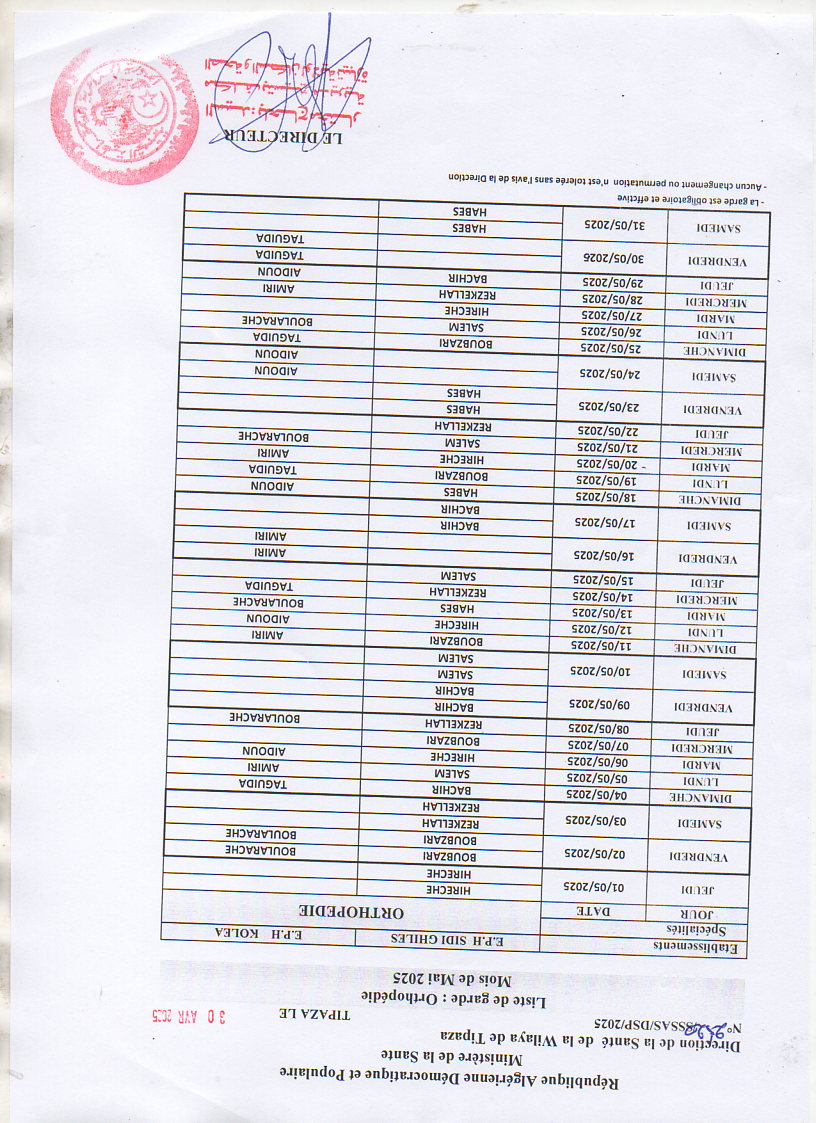 République Algérienne Démocratique et Populaire
Ministère de la Sante
Direction de la Santé de la Wilaya de Tipaza
N° /SSSAS/DSP/2025
TIPAZA LE 30 AVR 2025
Liste de garde : Orthopédie
Mois de Mai 2025
Etablissements E.P.H SIDI GHILES E.P.H KOLEA
Spécialités ORTHOPEDIE
JOUR DATE
JEUDI 01/05/2025 HIRECHE
HIRECHE
VENDREDI 02/05/2025 BOUBZARI BOULARACHE
BOUBZARI BOULARACHE
SAMEDI 03/05/2025 REZKELLAH
REZKELLAH
DIMANCHE 04/05/2025 BACHIR TAGUIDA
LUNDI 05/05/2025 SALEM AMIRI
MARDI 06/05/2025 HIRECHE AIDOUN
MERCREDI 07/05/2025 BOUBZARI
JEUDI 08/05/2025 REZKELLAH BOULARACHE
VENDREDI 09/05/2025 BACHIR
BACHIR
SAMEDI 10/05/2025 SALEM
SALEM
DIMANCHE 11/05/2025 BOUBZARI AMIRI
LUNDI 12/05/2025 HIRECHE AIDOUN
MARDI 13/05/2025 HABES BOULARACHE
MERCREDI 14/05/2025 REZKELLAH TAGUIDA
JEUDI 15/05/2025 SALEM
VENDREDI 16/05/2025 AMIRI
AMIRI
SAMEDI 17/05/2025 BACHIR
BACHIR
DIMANCHE 18/05/2025 HABES AIDOUN
LUNDI 19/05/2025 BOUBZARI TAGUIDA
MARDI 20/05/2025 HIRECHE AMIRI
MERCREDI 21/05/2025 SALEM BOULARACHE
JEUDI 22/05/2025 REZKELLAH
VENDREDI 23/05/2025 HABES
HABES
SAMEDI 24/05/2025 AIDOUN
AIDOUN
DIMANCHE 25/05/2025 BOUBZARI TAGUIDA
LUNDI 26/05/2025 SALEM BOULARACHE
MARDI 27/05/2025 HIRECHE
MERCREDI 28/05/2025 REZKELLAH AMIRI
JEUDI 29/05/2025 BACHIR AIDOUN
VENDREDI 30/05/2026 TAGUIDA
TAGUIDA
SAMEDI 31/05/2025 HABES
HABES
- La garde est obligatoire et effctive
- Aucun changement ou permutation n'est tolerée sans l'avis de la Direction
LE DIRECTEUR
السيد: بلحاج مختار
مكلف بتسيير مديرية
الصحة والسكان لولاية تيبازة